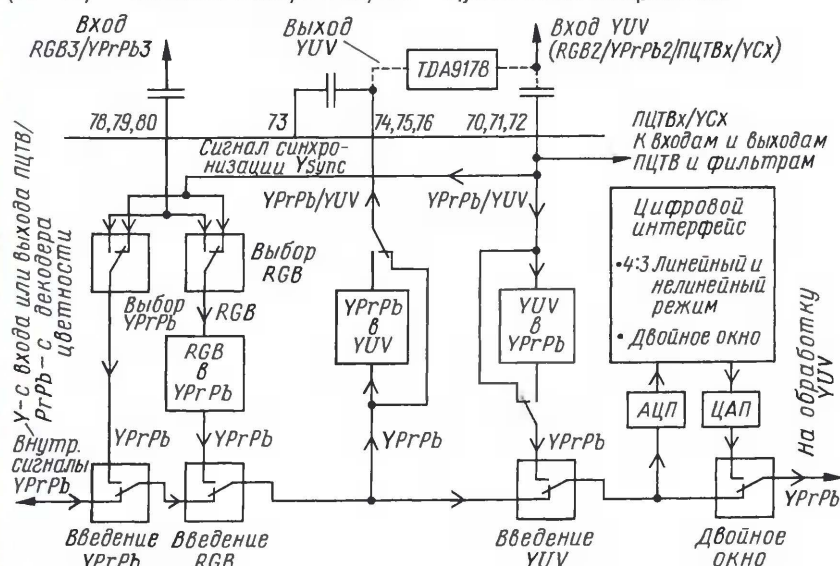 Вход
RGB3/YPrPb3
Выход
YUV
TDA9178
Вход YUV
(RGB2/YPrPb2/ПЦТВх/YCx)
78,79,80
73
74,75,76
70,71,72
ПЦТВх/YCx
К входам и выходам
ПЦТВ и фильтрам
Сигнал синхро-
низации Ysync
YPrPb/YUV
YPrPb/YUV
Y-с входа или выхода ПЦТВ/
PrPb-с декодера
цветности
Выбор
RGB
Выбор
YPrPb
RGB
RGB
в
YPrPb
YPrPb
в
YUV
YUV
в
YPrPb
Цифровой
интерфейс
•4:3 Линейный и
нелинейный
режим
• Двойное окно
АЦП
ЦАП
На обработку
YUV
Внутр.
сигналы
YPrPb
YPrPb
YPrPb
YPrPb
YPrPb
YPrPb
Введение
YPrPb
Введение
RGB
Введение
YUV
Двойное
окно